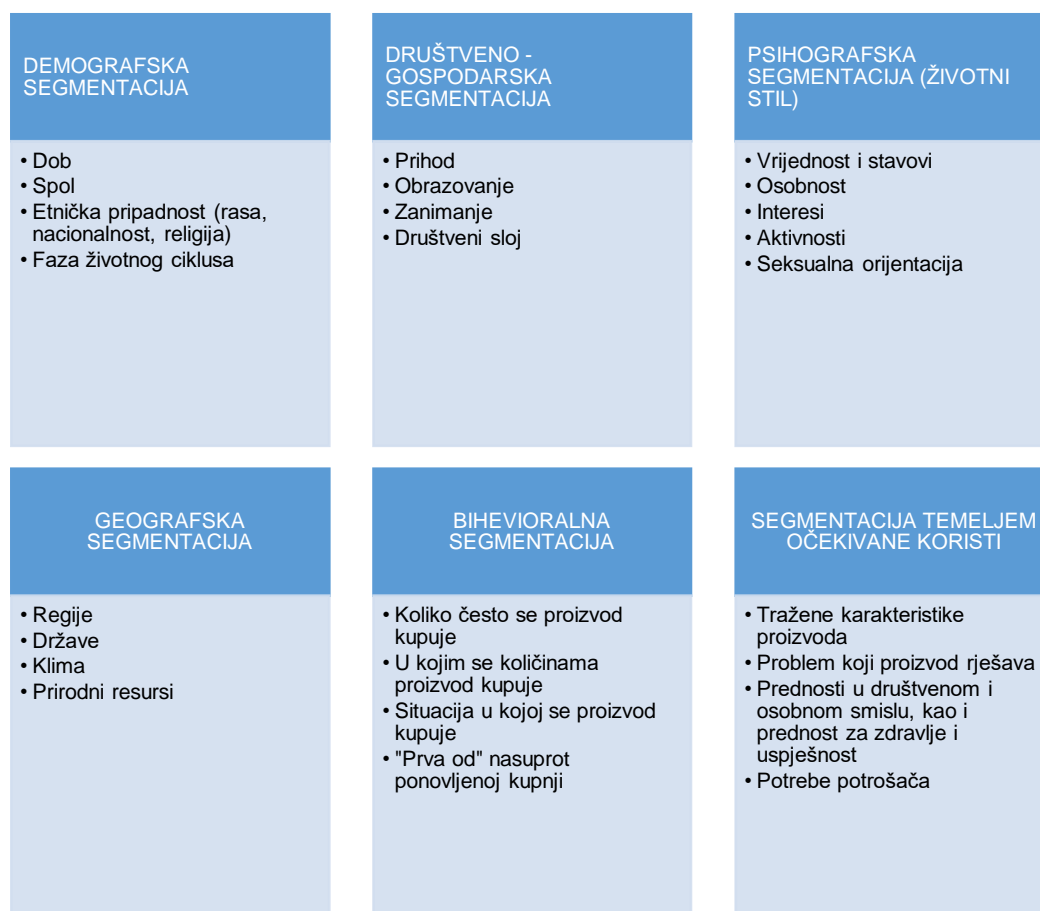 DEMOGRAFSKA
SEGMENTACIJA
• Dob
• Spol
• Etnička pripadnost (rasa,
nacionalnost, religija)
• Faza životnog ciklusa
DRUŠTVENO -
GOSPODARSKA
SEGMENTACIJA
• Prihod
• Obrazovanje
• Zanimanje
• Društveni sloj
PSIHOGRAFSKA
SEGMENTACIJA (ŽIVOTNI
STIL)
• Vrijednost i stavovi
• Osobnost
• Interesi
• Aktivnosti
• Seksualna orijentacija
GEOGRAFSKA
SEGMENTACIJA
• Regije
• Države
• Klima
• Prirodni resursi
BIHEVIORALNA
SEGMENTACIJA
• Koliko često se proizvod
kupuje
• U kojim se količinama
proizvod kupuje
• Situacija u kojoj se proizvod
kupuje
• "Prva od" nasuprot
ponovljenoj kupnji
SEGMENTACIJA TEMELJEM
OČEKIVANE KORISTI
• Tražene karakteristike
proizvoda
• Problem koji proizvod rješava
• Prednosti u društvenom i
osobnom smislu, kao i
prednost za zdravlje i
uspješnost
• Potrebe potrošača